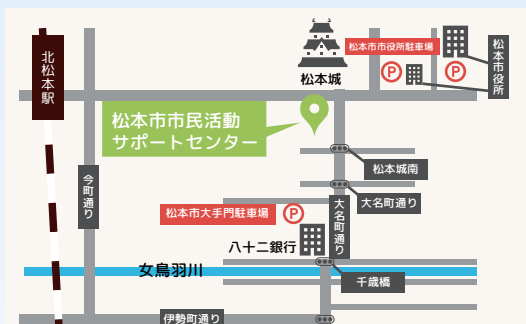 北松本駅
松本城
松本市市役所駐車場
P
P
松本市役所
松本市市民活動
サポートセンター
今町通り
松本城南
大名町通り
大名町通り
松本市大手門駐車場
P
八十二銀行
女鳥羽川
千歳橋
伊勢町通り